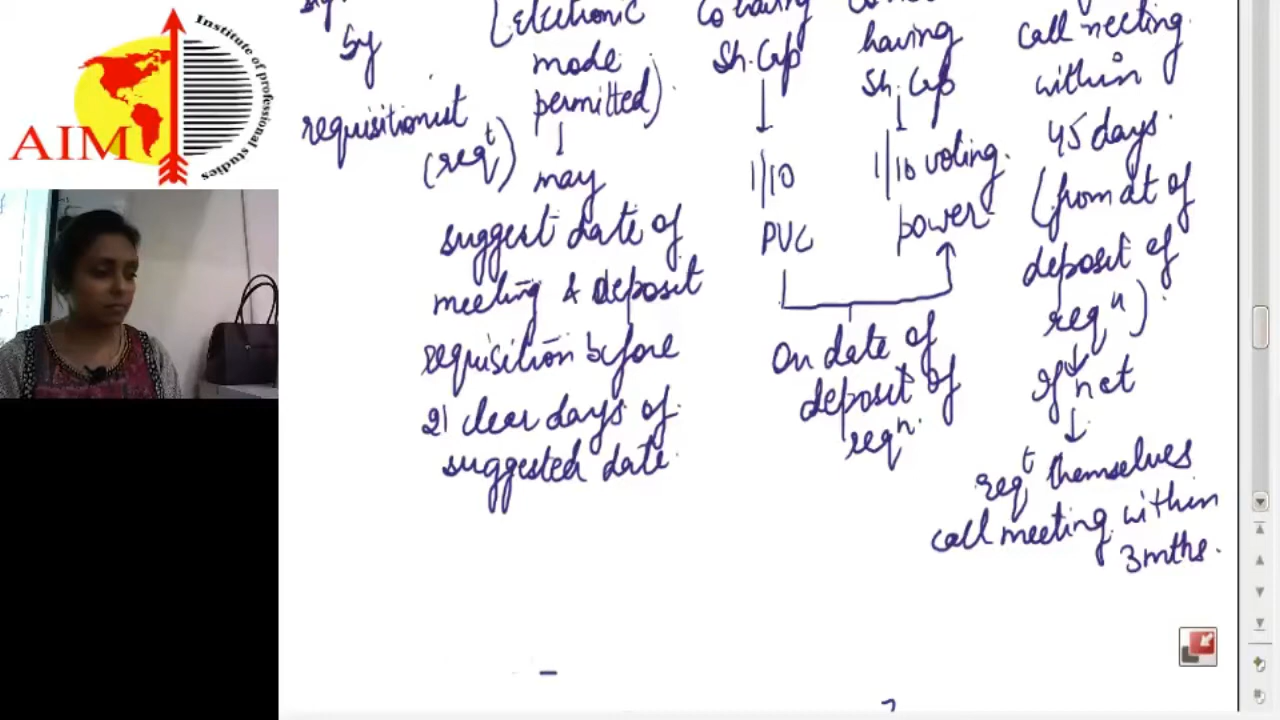 AIM
Institute of professional studies
by
requisitionist
(reqᵗ)
(Electronic
mode
permitted).
may
suggest date of
meeting & deposit
requisition before
21 clear days of
suggested date.
Co having
Sh. Cap
1/10
PVC
having
Sh. Cap
1/10 voting
power
On date of
deposit of
reqⁿ.
call meeting
within
45 days.
(from dt of
deposit of
reqⁿ).
If not
reqᵗ themselves
call meeting within
3 mths.